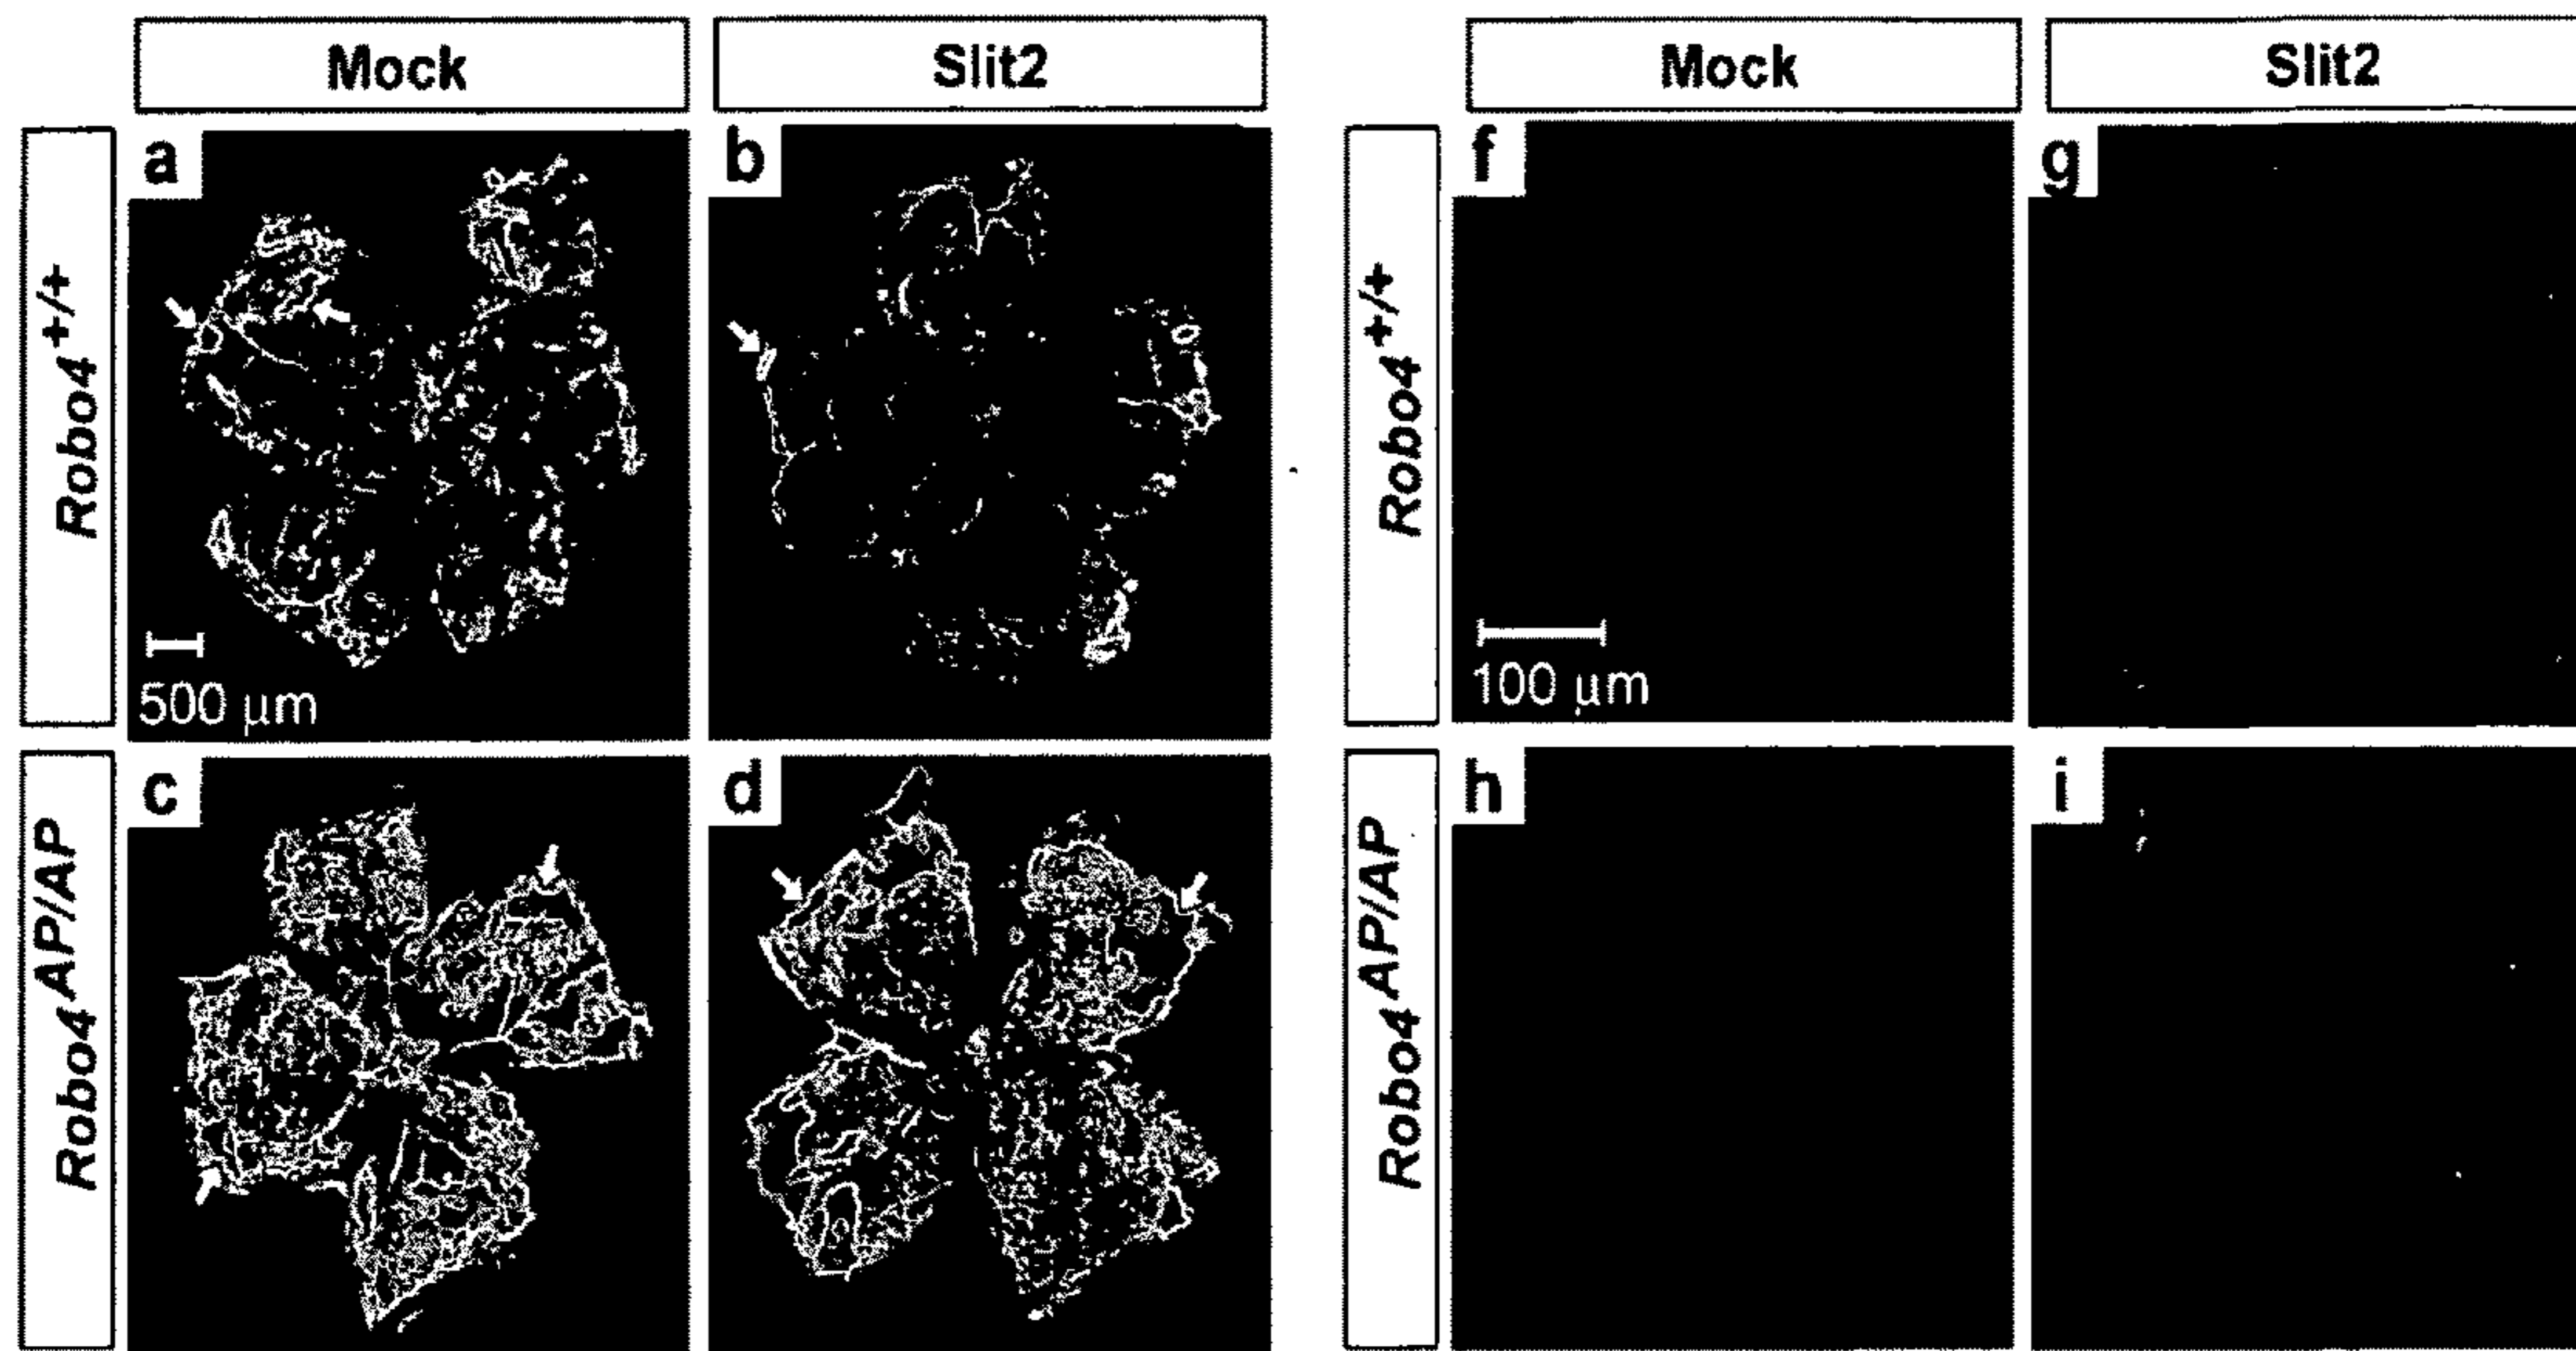 Mock
Slit2
Mock
Slit2
Robo4+/+
a
b
Robo4+/+
f
g
500 µm
100 µm
Robo4AP/AP
c
d
Robo4AP/AP
h
i